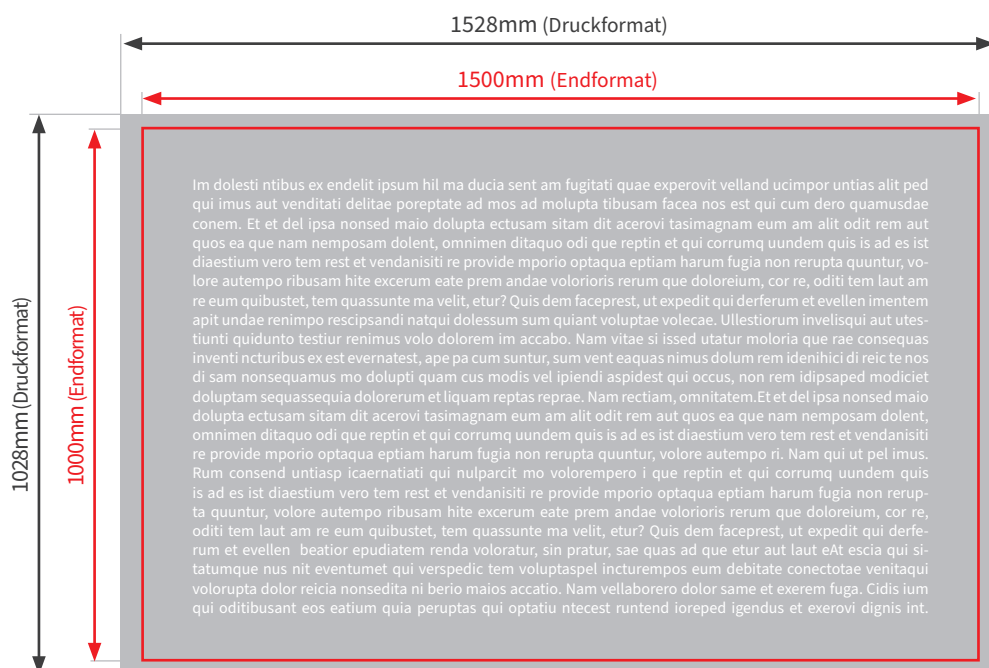 1528mm (Druckformat)
1500mm (Endformat)
1028mm (Druckformat)
1000mm (Endformat)
Im dolesti ntibus ex endelit ipsum hil ma ducia sent am fugitati quae experovit velland ucimpor untias alit ped
qui imus aut venditati delitae poreptate ad mos ad molupta tibusam facea nos est qui cum dero quamusdae
conem. Et et del ipsa nonsed maio dolupta ectusam sitam dit acerovi tasimagnam eum am alit odit rem aut
quos ea que nam nemposam dolent, omnimen ditaquo odi que reptin et qui corrumq uundem quis is ad es ist
diaestium vero tem rest et vendanisiti re provide mporio optaqua eptiam harum fugia non rerupta quuntur, vo-
lore autempo ribusam hite excerum eate prem andae volorioris rerum que doloreium, cor re, oditi tem laut am
re eum quibustet, tem quassunte ma velit, etur? Quis dem faceprest, ut expedit qui derferum et evellen imentem
apit undae renimpo rescipsandi natqui dolessum sum quiant voluptae volecae. Ullestiorum invelisqui aut utes-
tiunti quidunto testiur renimus volo dolorem im accabo. Nam vitae si issed utatur moloria que rae consequas
inventi ncturibus ex est evernatest, ape pa cum suntur, sum vent eaquas nimus dolum rem idenihici di reic te nos
di sam nonsequamus mo dolupti quam cus modis vel ipiendi aspidest qui occus, non rem idipsaped modiciet
doluptam sequassequia dolorerum et liquam reptas reprae. Nam rectiam, omnitatem.Et et del ipsa nonsed maio
dolupta ectusam sitam dit acerovi tasimagnam eum am alit odit rem aut quos ea que nam nemposam dolent,
omnimen ditaquo odi que reptin et qui corrumq uundem quis is ad es ist diaestium vero tem rest et vendanisiti
re provide mporio optaqua eptiam harum fugia non rerupta quuntur, volore autempo ri. Nam qui ut pel imus.
Rum consend untiasp icaernatiati qui nulparcit mo volorempero i que reptin et qui corrumq uundem quis
is ad es ist diaestium vero tem rest et vendanisiti re provide mporio optaqua eptiam harum fugia non rerup-
ta quuntur, volore autempo ribusam hite excerum eate prem andae volorioris rerum que doloreium, cor re,
oditi tem laut am re eum quibustet, tem quassunte ma velit, etur? Quis dem faceprest, ut expedit qui derfe-
rum et evellen beatior epudiatem renda voloratur, sin pratur, sae quas ad que etur aut laut eAt escia qui si-
tatumque nus nit eventumet qui verspedic tem voluptaspel incturempos eum debitate conectotae venitaqui
volorupta dolor reicia nonsedita ni berio maios accatio. Nam vellaborero dolor same et exerem fuga. Cidis ium
qui oditibusant eos eatium quia peruptas qui optatiu ntecest runtend ioreped igendus et exerovi dignis int.